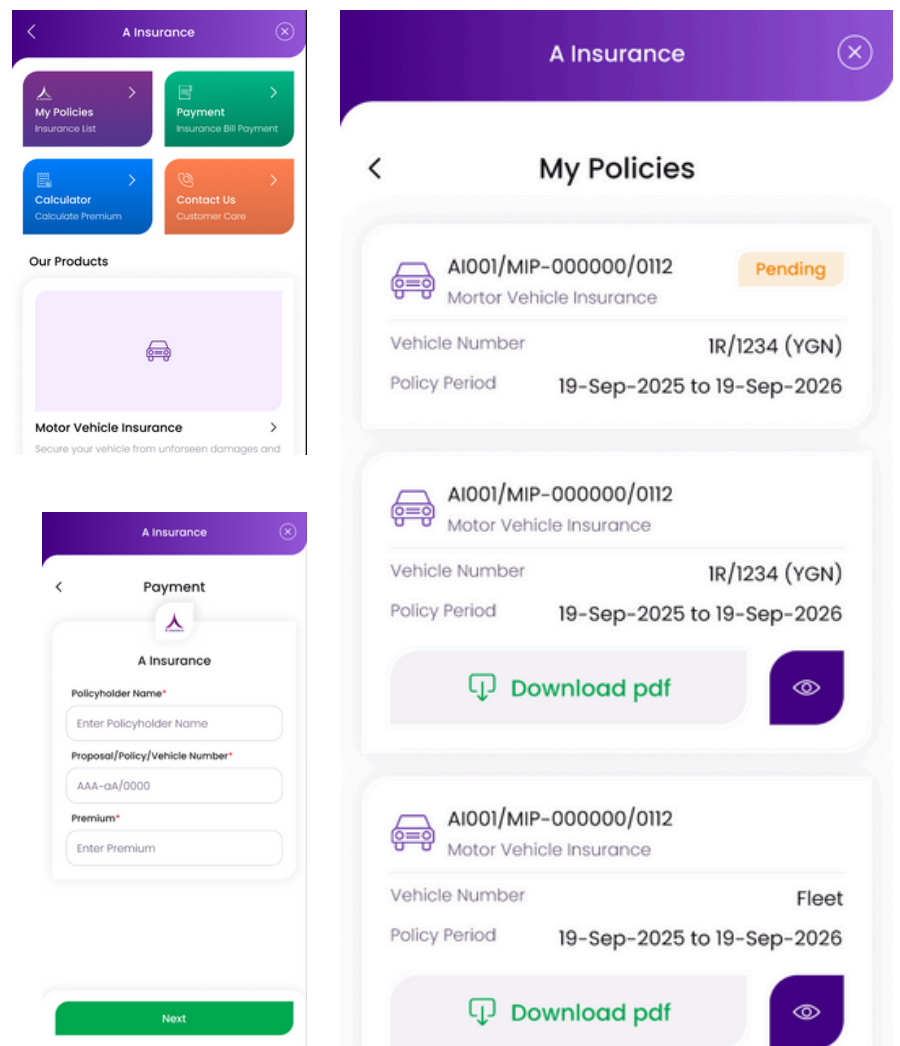 A Insurance
My Policies
Insurance List
Payment
Insurance Bill Payment
Calculator
Calculate Premium
Contact Us
Customer Care
Our Products
Motor Vehicle Insurance
Secure your vehicle from unforseen damages and
A Insurance
Payment
A Insurance
Policyholder Name*
Enter Policyholder Name
Proposal/Policy/Vehicle Number*
AAA-aA/0000
Premium*
Enter Premium
Next
A Insurance
My Policies
AI001/MIP-000000/0112
Pending
Mortor Vehicle Insurance
Vehicle Number 1R/1234 (YGN)
Policy Period 19-Sep-2025 to 19-Sep-2026
AI001/MIP-000000/0112
Motor Vehicle Insurance
Vehicle Number 1R/1234 (YGN)
Policy Period 19-Sep-2025 to 19-Sep-2026
Download pdf
AI001/MIP-000000/0112
Motor Vehicle Insurance
Vehicle Number Fleet
Policy Period 19-Sep-2025 to 19-Sep-2026
Download pdf